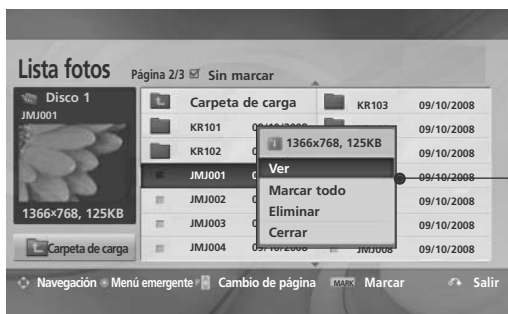 Lista fotos Página 2/3 Sin marcar
Disco 1
JMJ001
1366×768, 125KB
Carpeta de carga
Carpeta de carga
KR101
KR102
JMJ001
JMJ002
JMJ003
JMJ004
KR103 09/10/2008
09/10/2008
09/10/2008
09/10/2008
09/10/2008
09/10/2008
JMJ008 09/10/2008
1366x768, 125KB
Ver
Marcar todo
Eliminar
Cerrar
Navegación Menú emergente Cambio de página MARK Marcar Salir